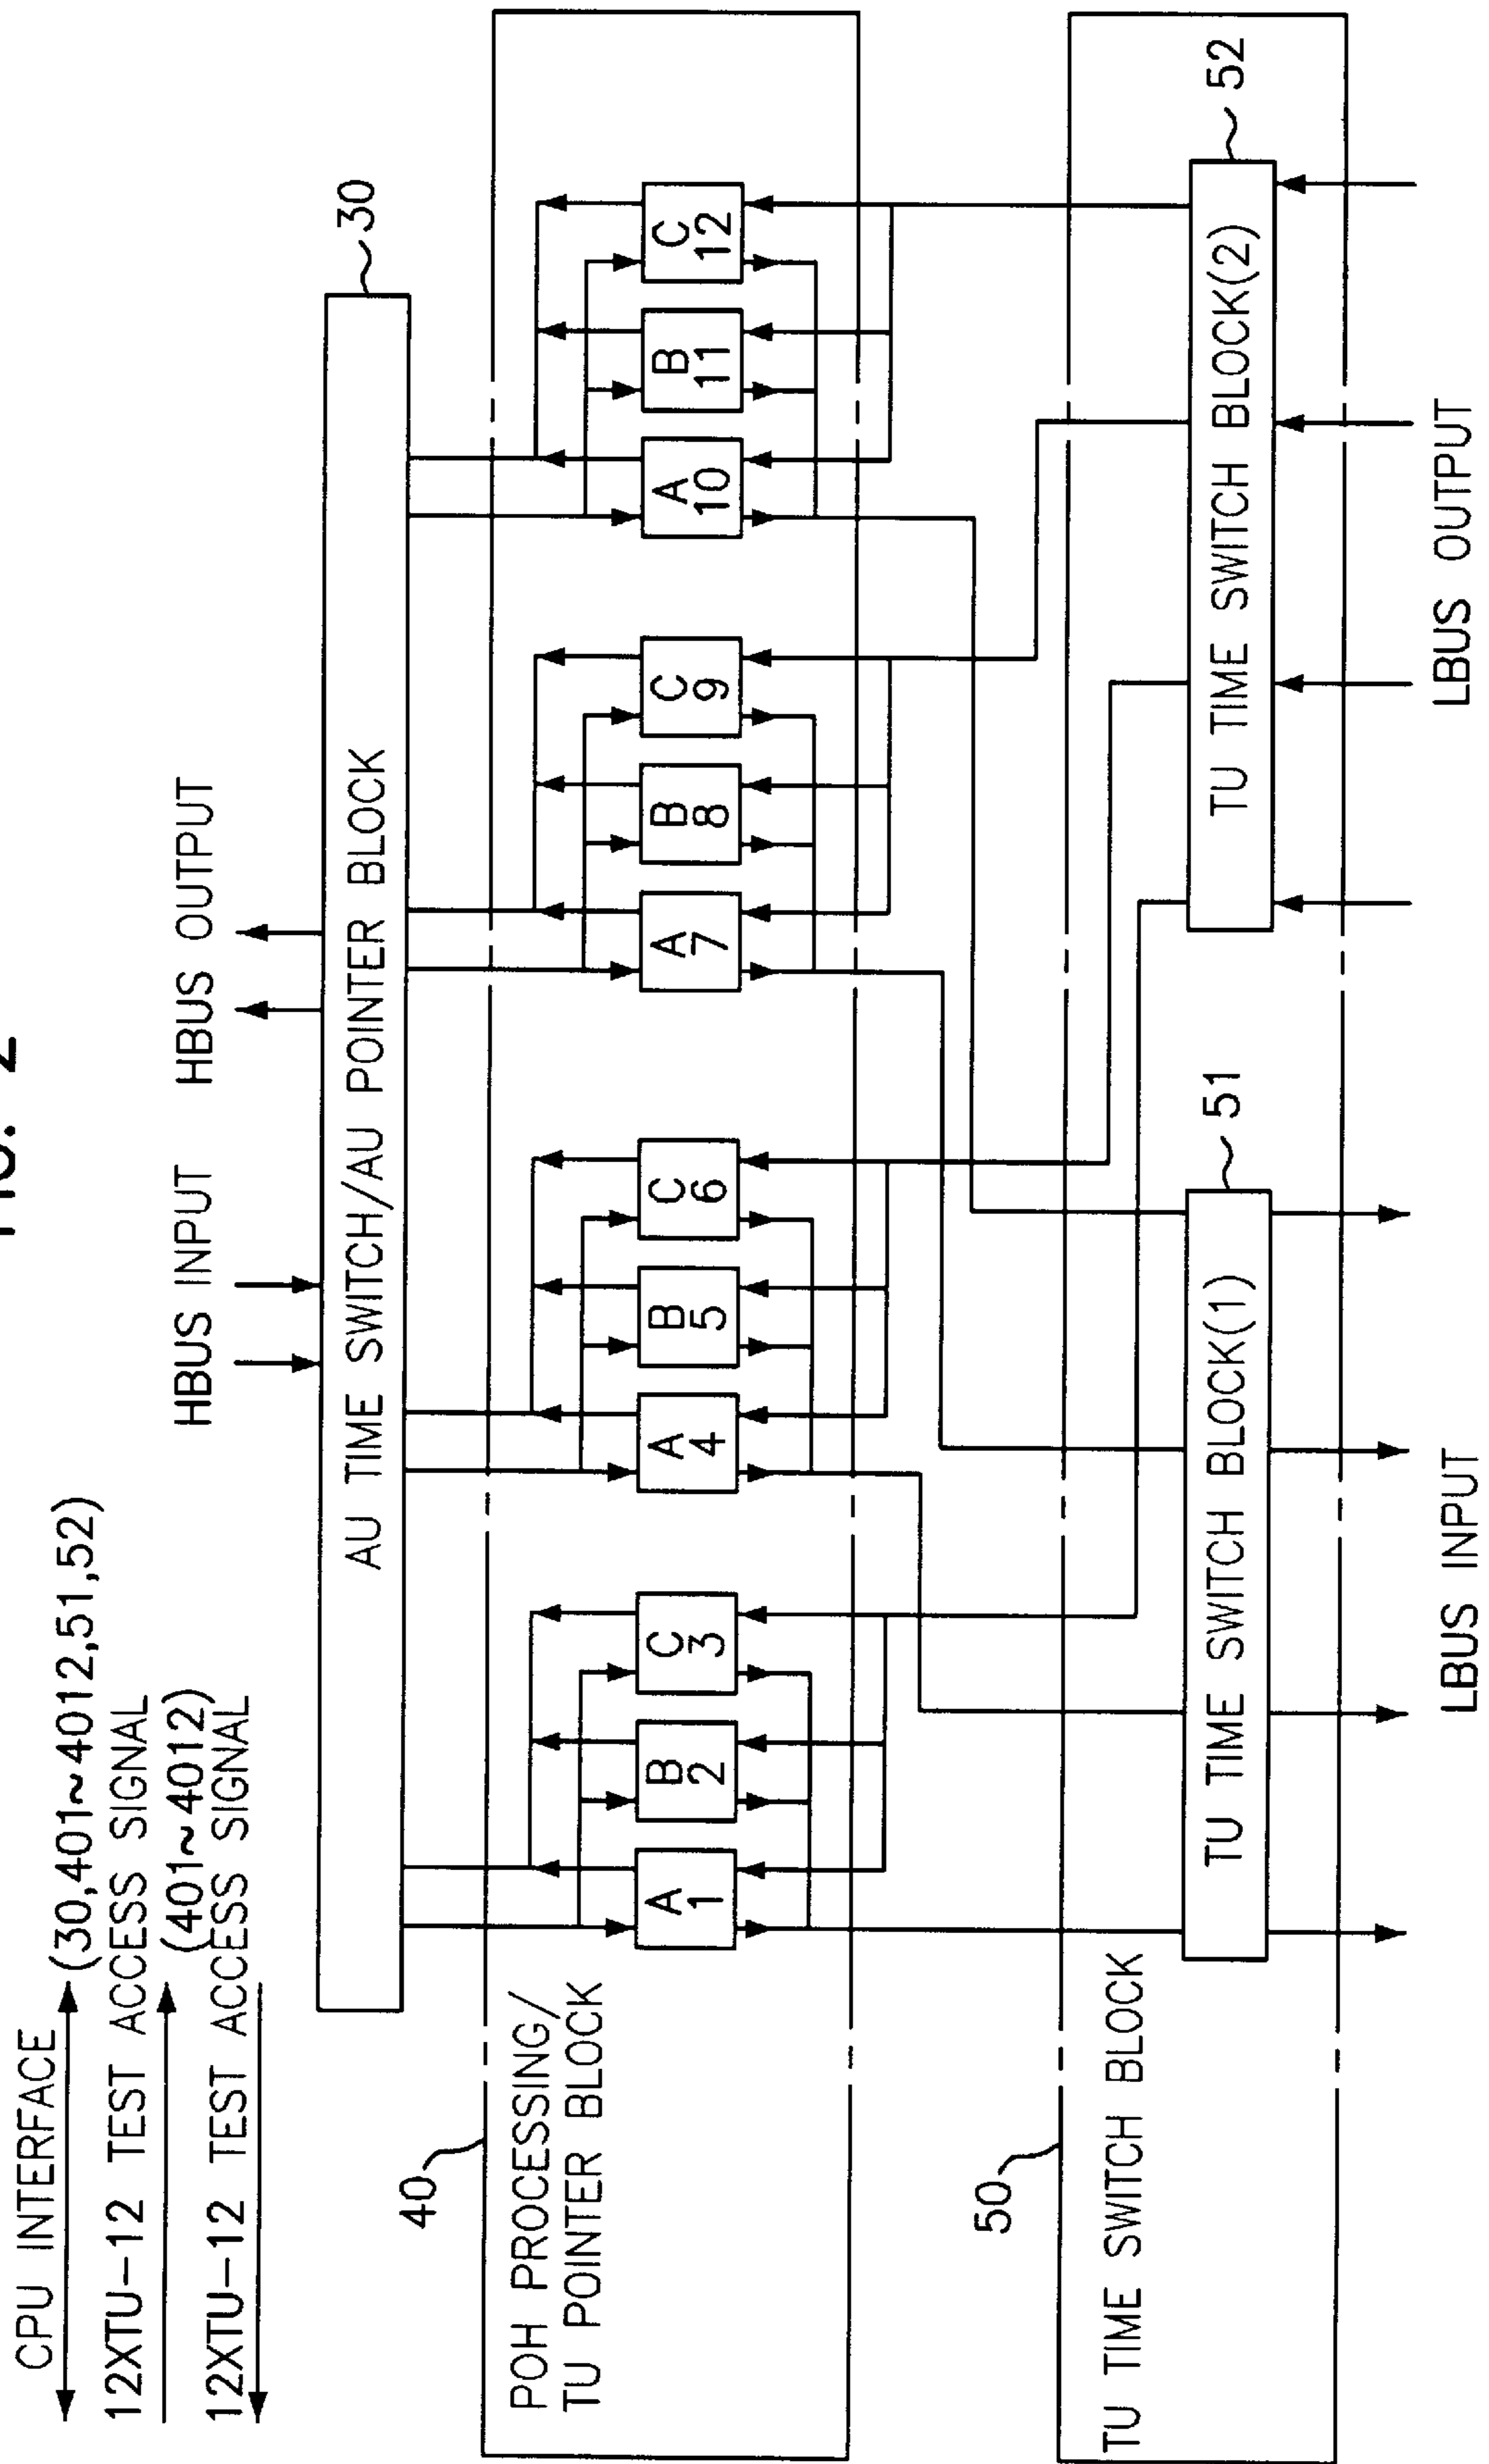 FIG. 2
CPU INTERFACE
(30,401~4012,51,52)
12XTU-12 TEST ACCESS SIGNAL
(401~4012)
12XTU-12 TEST ACCESS SIGNAL
HBUS INPUT
HBUS OUTPUT
AU TIME SWITCH/AU POINTER BLOCK
30
40
POH PROCESSING/
TU POINTER BLOCK
A
1
B
2
C
3
A
4
B
5
C
6
A
7
B
8
C
9
A
10
B
11
C
12
50
TU TIME SWITCH BLOCK
TU TIME SWITCH BLOCK(1)
51
TU TIME SWITCH BLOCK(2)
52
LBUS INPUT
LBUS OUTPUT